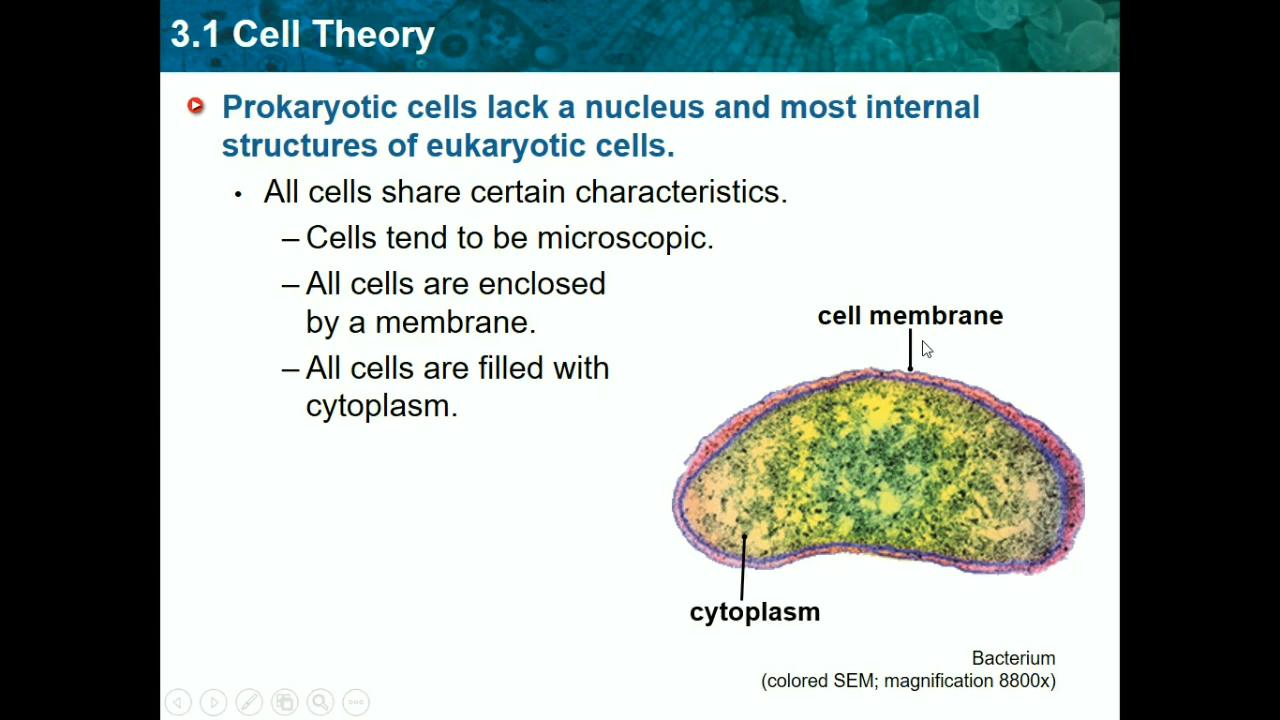 3.1 Cell Theory
Prokaryotic cells lack a nucleus and most internal
structures of eukaryotic cells.
• All cells share certain characteristics.
– Cells tend to be microscopic.
– All cells are enclosed
by a membrane.
– All cells are filled with
cytoplasm.
cell membrane
cytoplasm
Bacterium
(colored SEM; magnification 8800x)